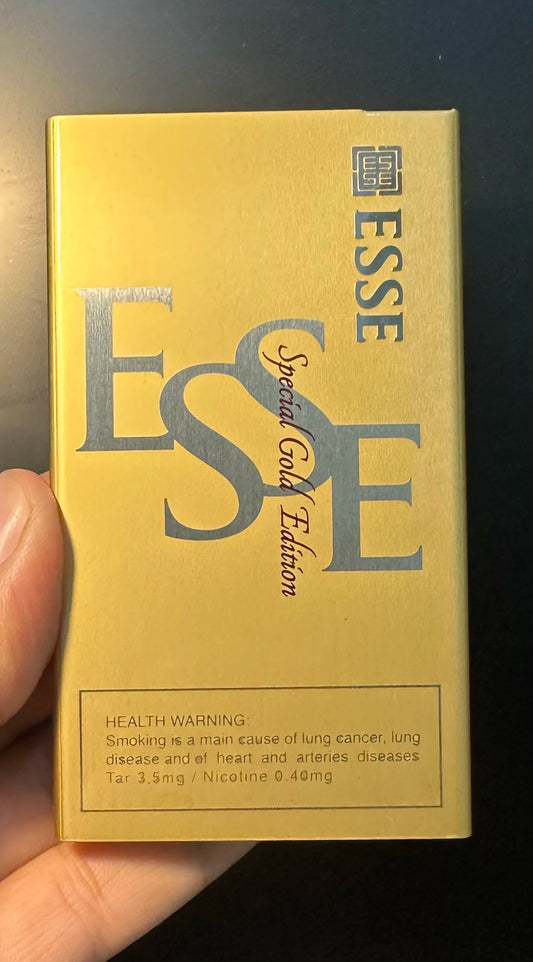 ESSE
ESSE
Special Gold Edition
HEALTH WARNING:
Smoking is a main cause of lung cancer, lung
disease and of heart and arteries diseases
Tar 3.5mg / Nicotine 0.40mg